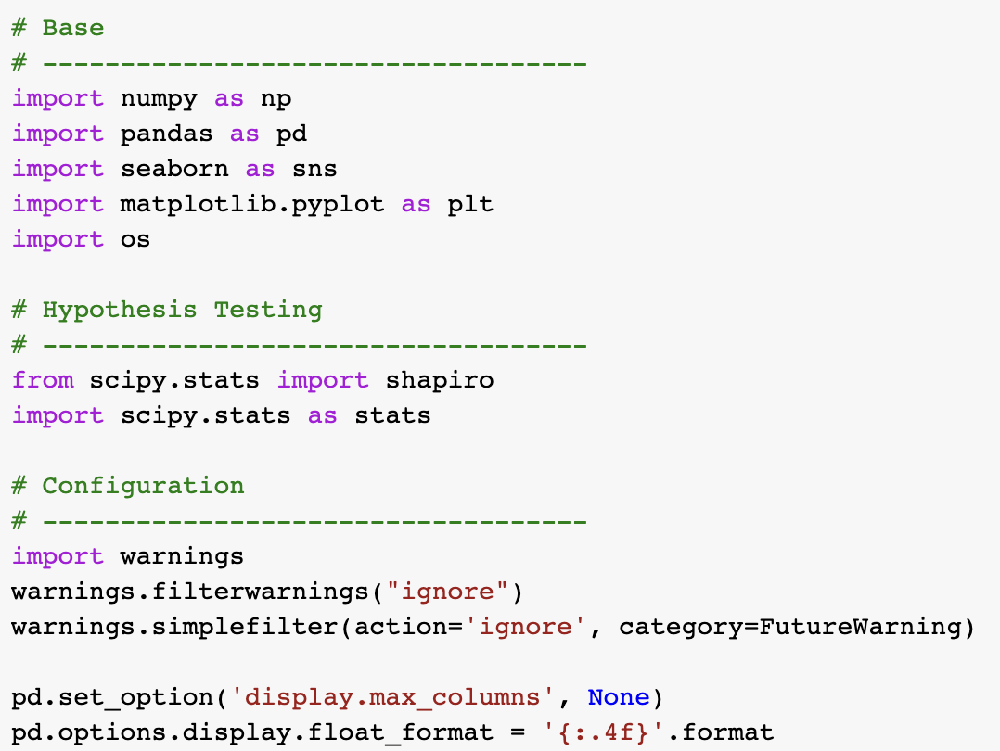 # Base
# -----------------------------------
import numpy as np
import pandas as pd
import seaborn as sns
import matplotlib.pyplot as plt
import os
# Hypothesis Testing
# -----------------------------------
from scipy.stats import shapiro
import scipy.stats as stats
# Configuration
# -----------------------------------
import warnings
warnings.filterwarnings("ignore")
warnings.simplefilter(action='ignore', category=FutureWarning)
pd.set_option('display.max_columns', None)
pd.options.display.float_format = '{:.4f}'.format